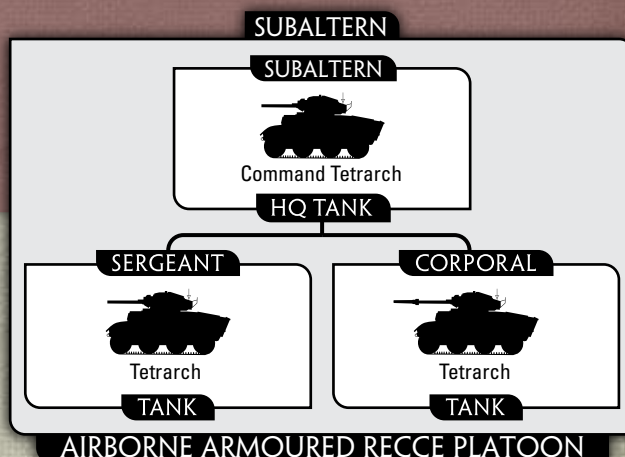 SUBALTERN
SUBALTERN
Command Tetrarch
HQ TANK
SERGEANT
CORPORAL
Tetrarch
Tetrarch
TANK
TANK
AIRBORNE ARMOURED RECCE PLATOON